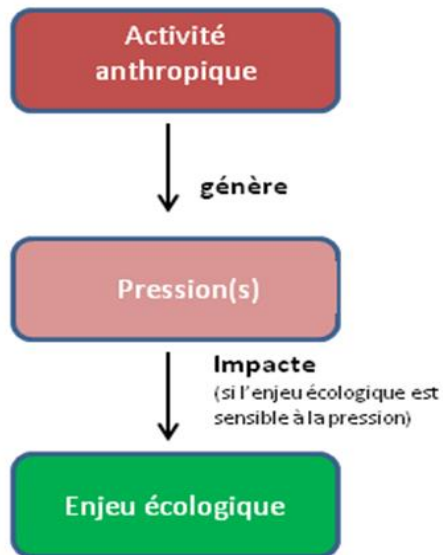 Activité
anthropique
génère
Pression(s)
Impacte
(si l'enjeu écologique est
sensible à la pression)
Enjeu écologique